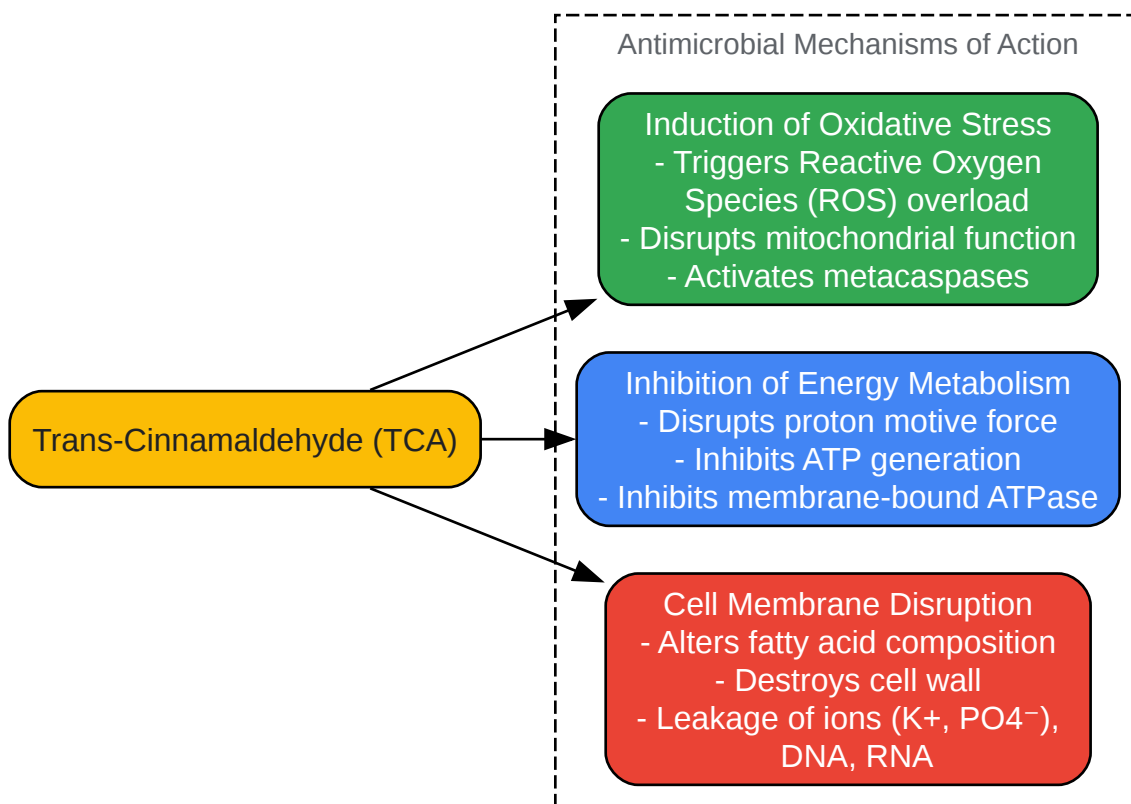 Antimicrobial Mechanisms of Action
Induction of Oxidative Stress
- Triggers Reactive Oxygen
Species (ROS) overload
- Disrupts mitochondrial function
- Activates metacaspases
Trans-Cinnamaldehyde (TCA)
Inhibition of Energy Metabolism
- Disrupts proton motive force
- Inhibits ATP generation
- Inhibits membrane-bound ATPase
Cell Membrane Disruption
- Alters fatty acid composition
- Destroys cell wall
- Leakage of ions (K+, PO4⁻),
DNA, RNA